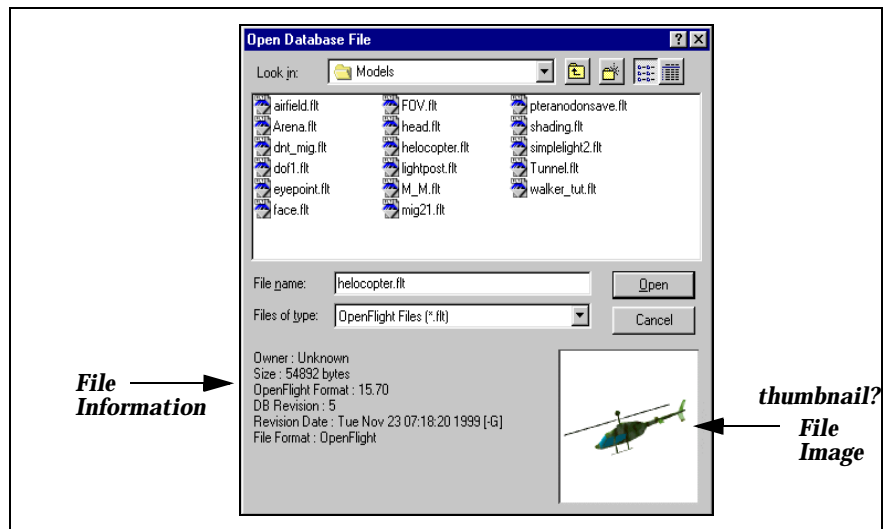 Open Database File
Look in: Models
airfield.flt
Arena.flt
dnt_mig.flt
dof1.flt
eyepoint.flt
face.flt
FOV.flt
head.flt
helocopter.flt
lightpost.flt
M_M.flt
mig21.flt
pteranodonsave.flt
shading.flt
simplelight2.flt
Tunnel.flt
walker_tut.flt
File name: helocopter.flt Open
Files of type: OpenFlight Files (*.flt) Cancel
Owner : Unknown
Size : 54892 bytes
OpenFlight Format : 15.70
DB Revision : 5
Revision Date : Tue Nov 23 07:18:20 1999 [-G]
File Format : OpenFlight
File
Information
thumbnail?
File
Image